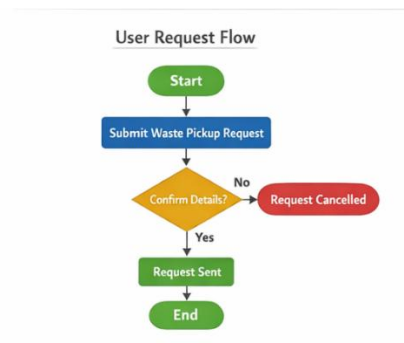 User Request Flow
Start
Submit Waste Pickup Request
Confirm Details?
No
Request Cancelled
Yes
Request Sent
End